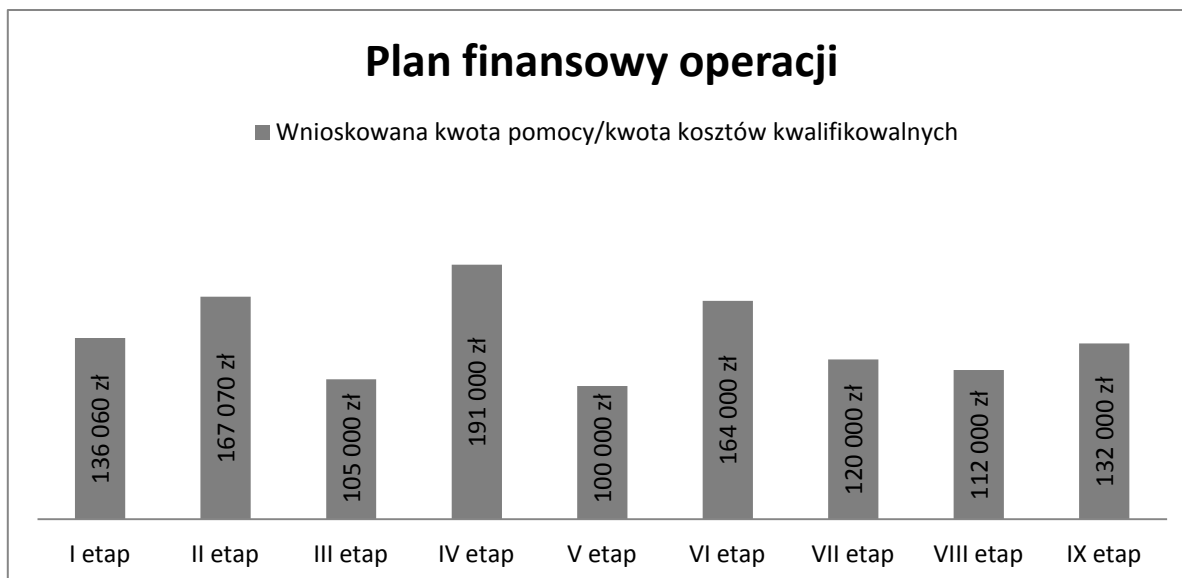 Plan finansowy operacji
Wnioskowana kwota pomocy/kwota kosztów kwalifikowalnych
136 060 zł
167 070 zł
105 000 zł
191 000 zł
100 000 zł
164 000 zł
120 000 zł
112 000 zł
132 000 zł
I etap
II etap
III etap
IV etap
V etap
VI etap
VII etap
VIII etap
IX etap